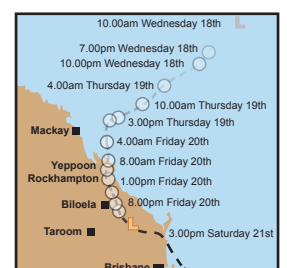 10.00am Wednesday 18th
7.00pm Wednesday 18th
10.00pm Wednesday 18th
4.00am Thursday 19th
10.00am Thursday 19th
3.00pm Thursday 19th
Mackay
4.00am Friday 20th
Yeppoon
8.00am Friday 20th
Rockhampton
1.00pm Friday 20th
Biloela
8.00pm Friday 20th
L
Taroom
3.00pm Saturday 21st
Brisbane
L